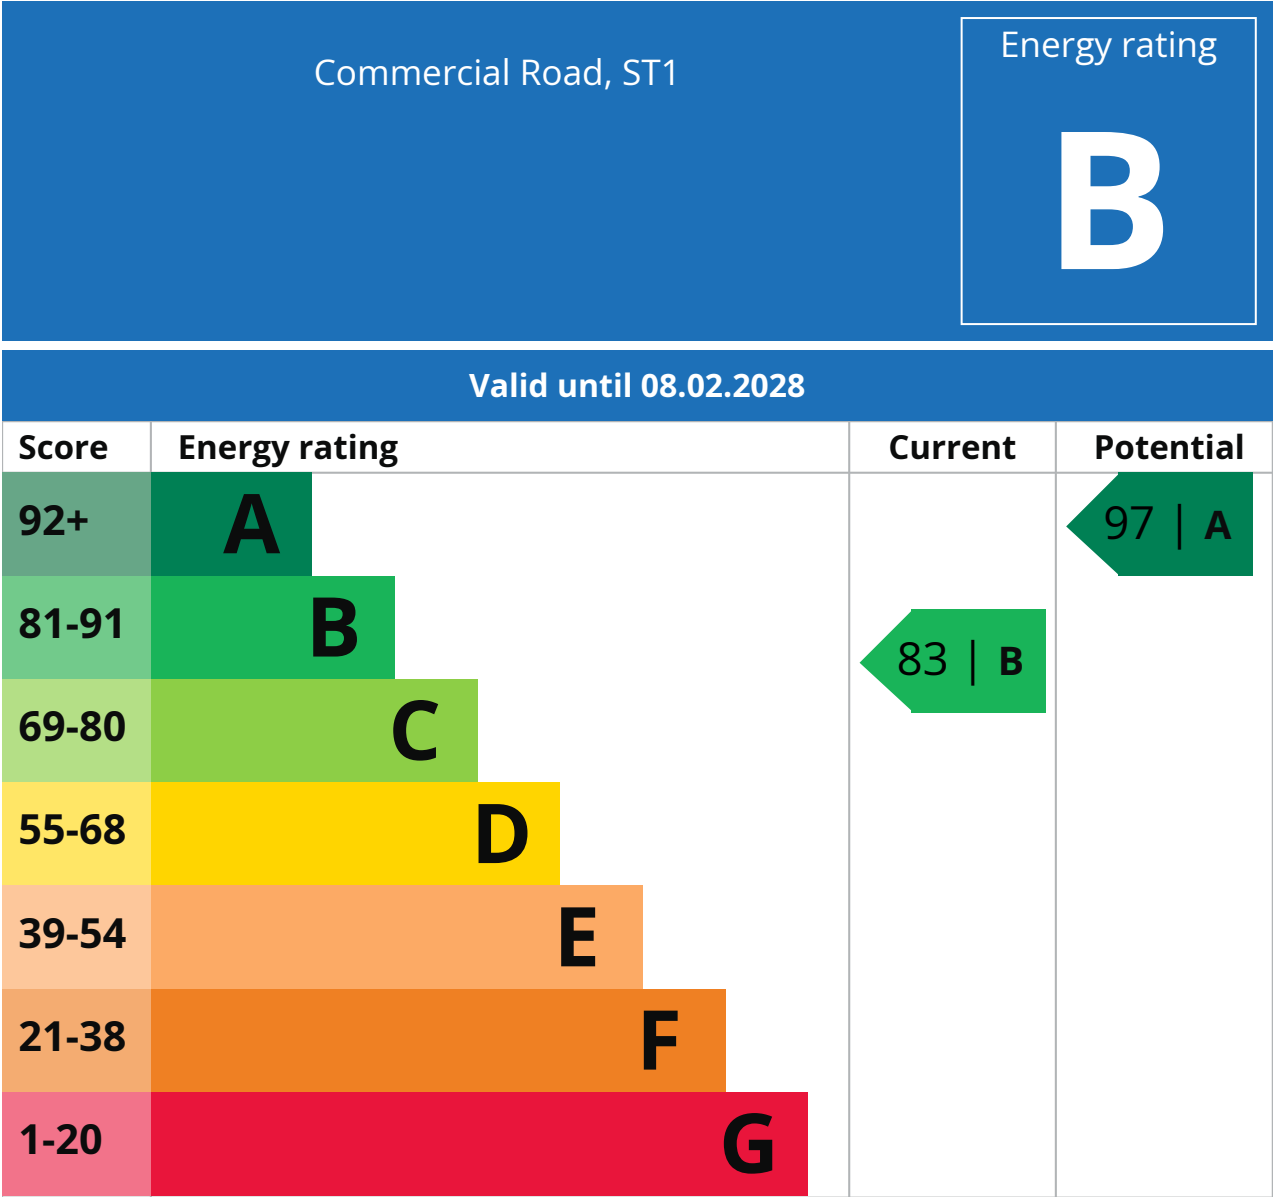 Commercial Road, ST1
Energy rating
B
Valid until 08.02.2028
Score Energy rating Current Potential
92+ A 97 | A
81-91 B 83 | B
69-80 C
55-68 D
39-54 E
21-38 F
1-20 G